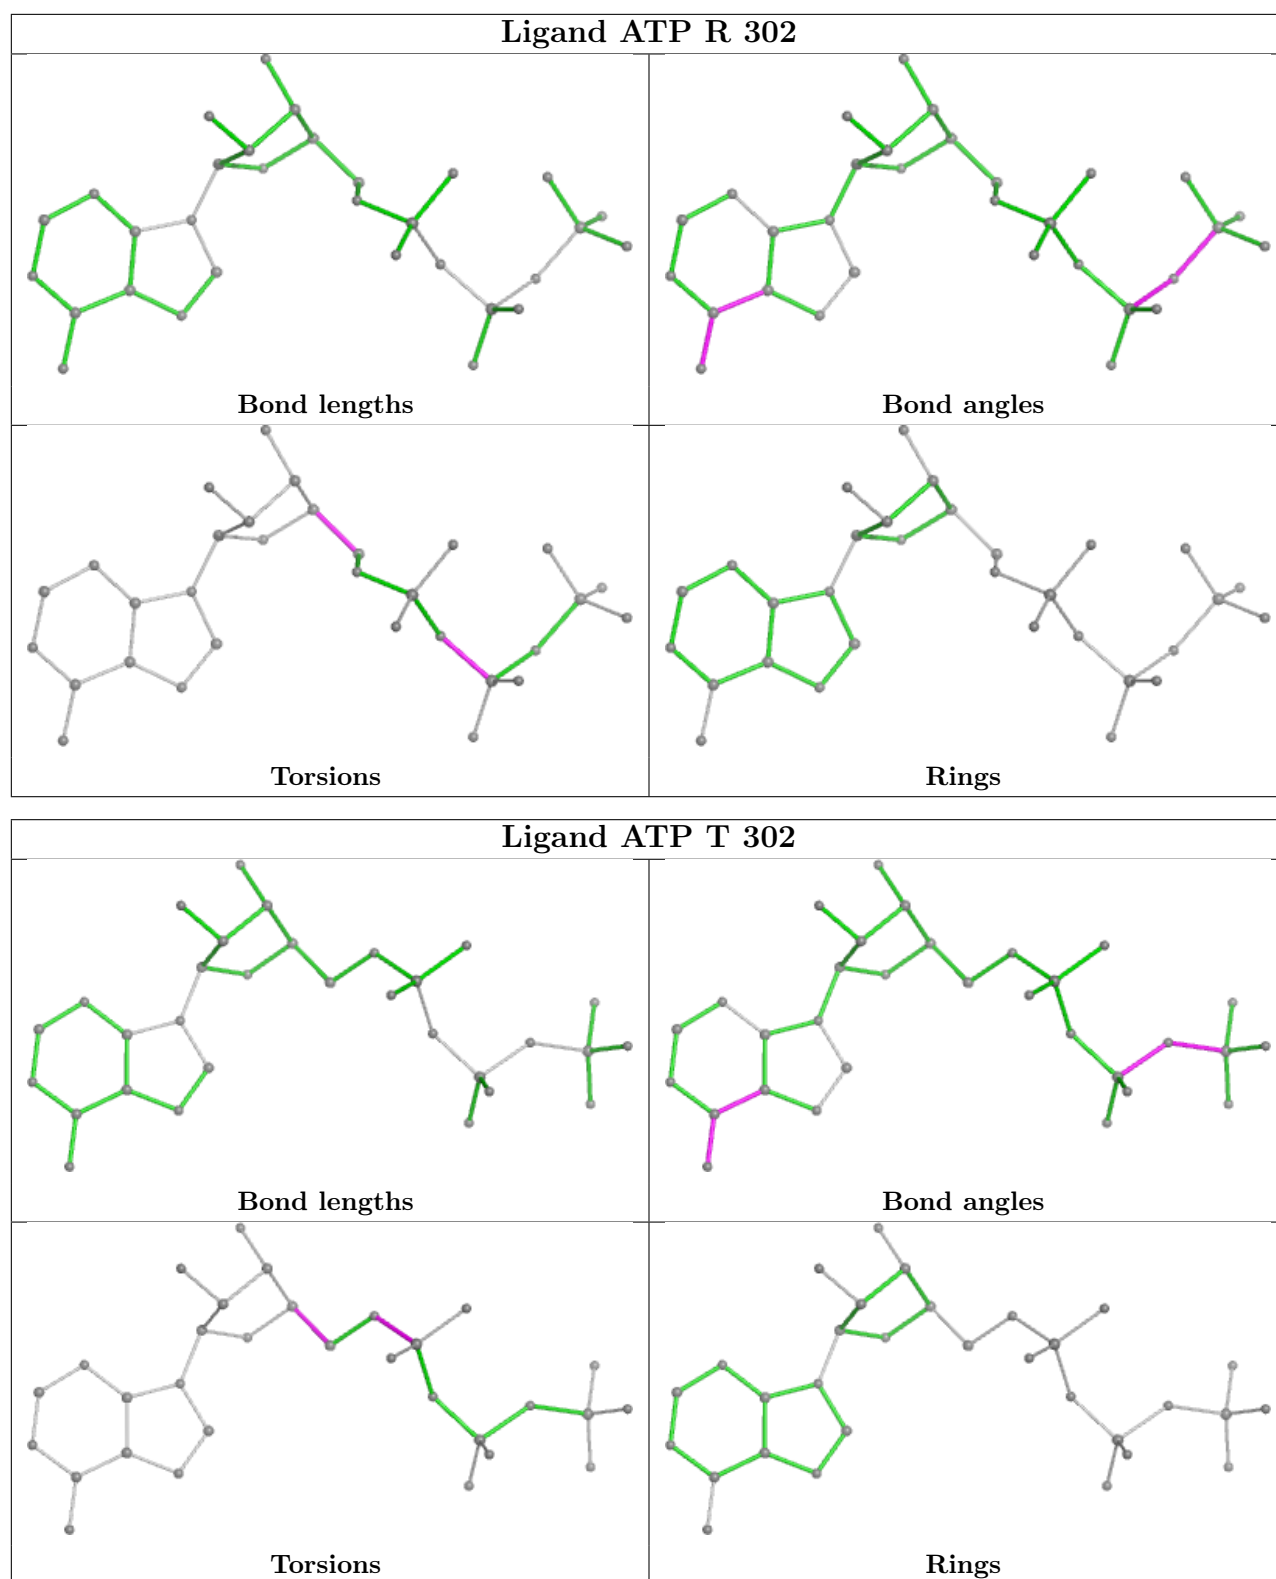 Ligand ATP R 302
Bond lengths
Bond angles
Torsions
Rings
Ligand ATP T 302
Bond lengths
Bond angles
Torsions
Rings